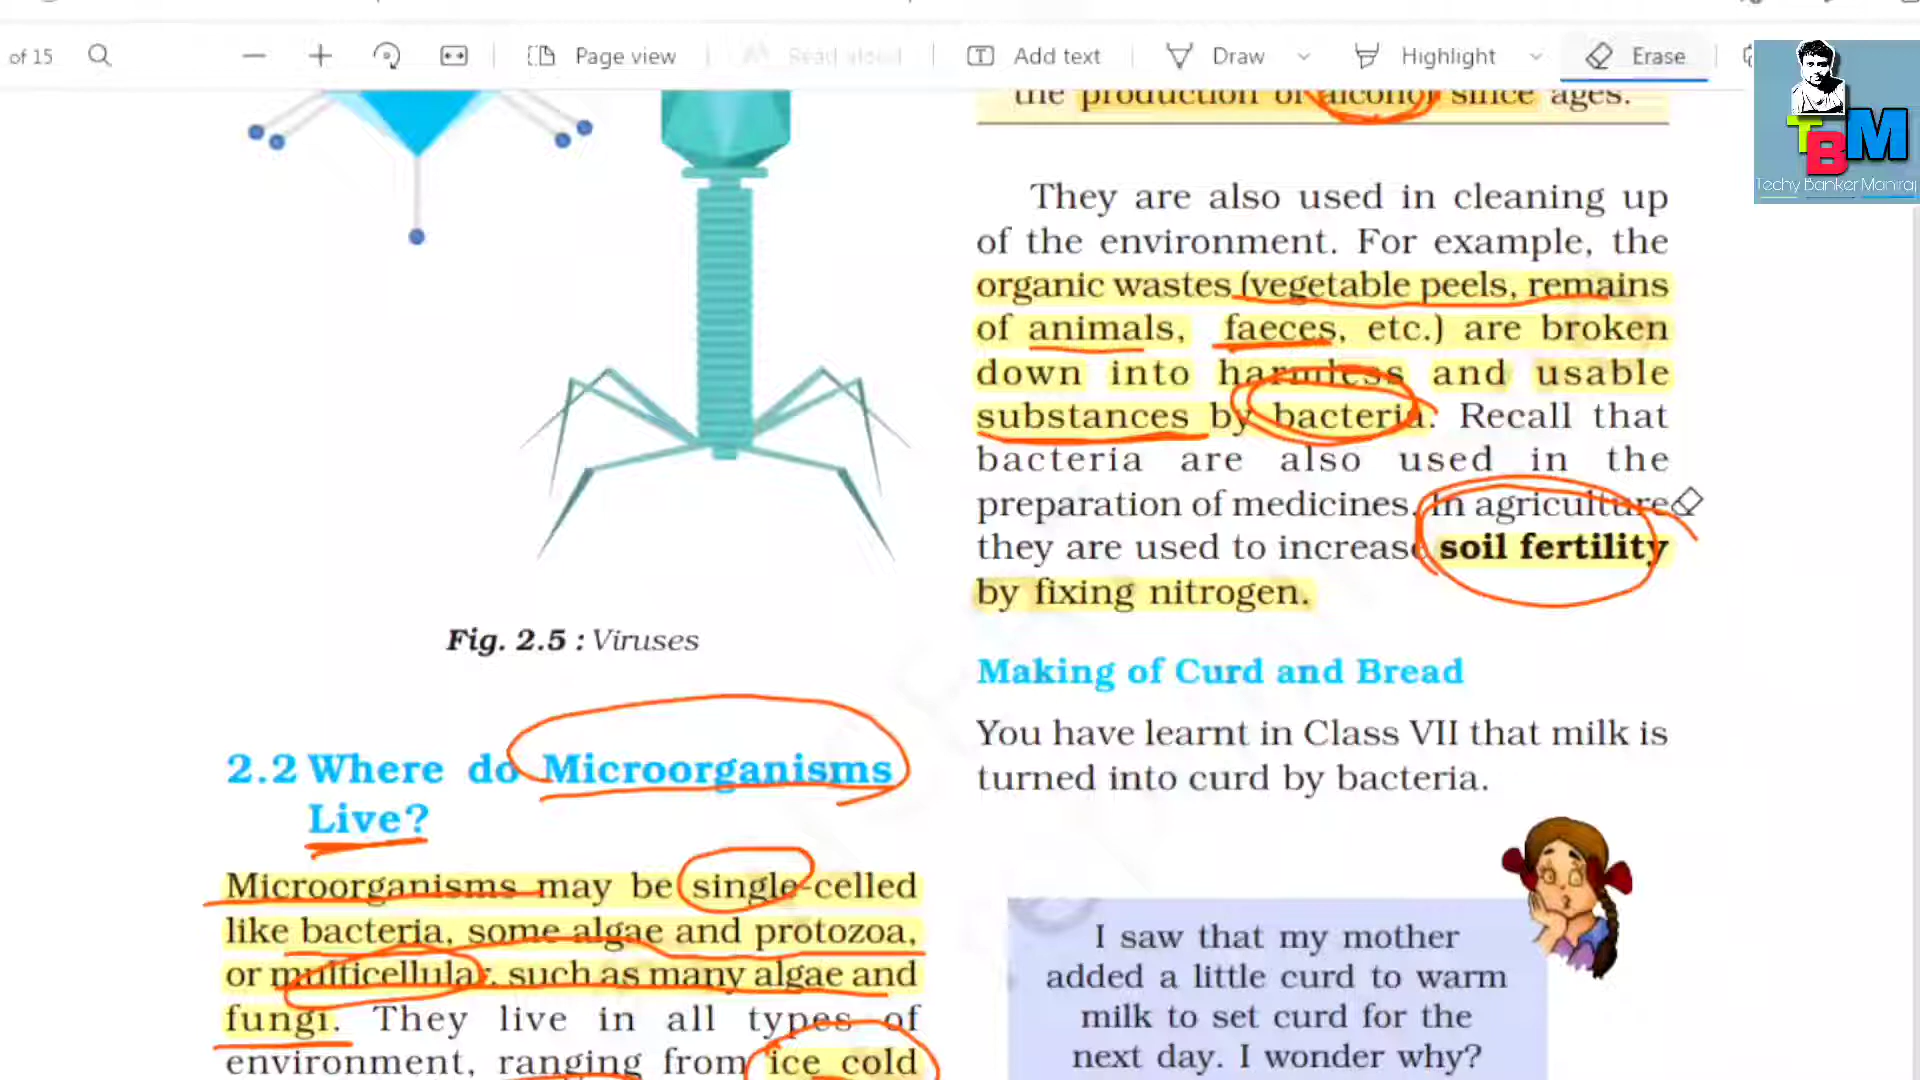 of 15
Page view
Read aloud
Add text
Draw
Highlight
Erase
TBM
Techy Banker Maniraj
the production of alcohol since ages.
They are also used in cleaning up
of the environment. For example, the
organic wastes (vegetable peels, remains
of animals, faeces, etc.) are broken
down into harmless and usable
substances by bacteria. Recall that
bacteria are also used in the
preparation of medicines. In agriculture
they are used to increase soil fertility
by fixing nitrogen.
Making of Curd and Bread
You have learnt in Class VII that milk is
turned into curd by bacteria.
I saw that my mother
added a little curd to warm
milk to set curd for the
next day. I wonder why?
Fig. 2.5 : Viruses
2.2 Where do Microorganisms
Live?
Microorganisms may be single-celled
like bacteria, some algae and protozoa,
or multicellular, such as many algae and
fungi. They live in all types of
environment, ranging from ice cold